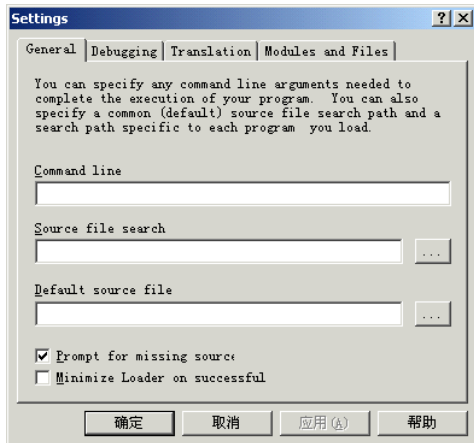 Settings
General Debugging Translation Modules and Files
You can specify any command line arguments needed to
complete the execution of your program. You can also
specify a common (default) source file search path and a
search path specific to each program you load.
Command line
Source file search
...
Default source file
...
Prompt for missing source
Minimize Loader on successful
确定 取消 应用(A) 帮助